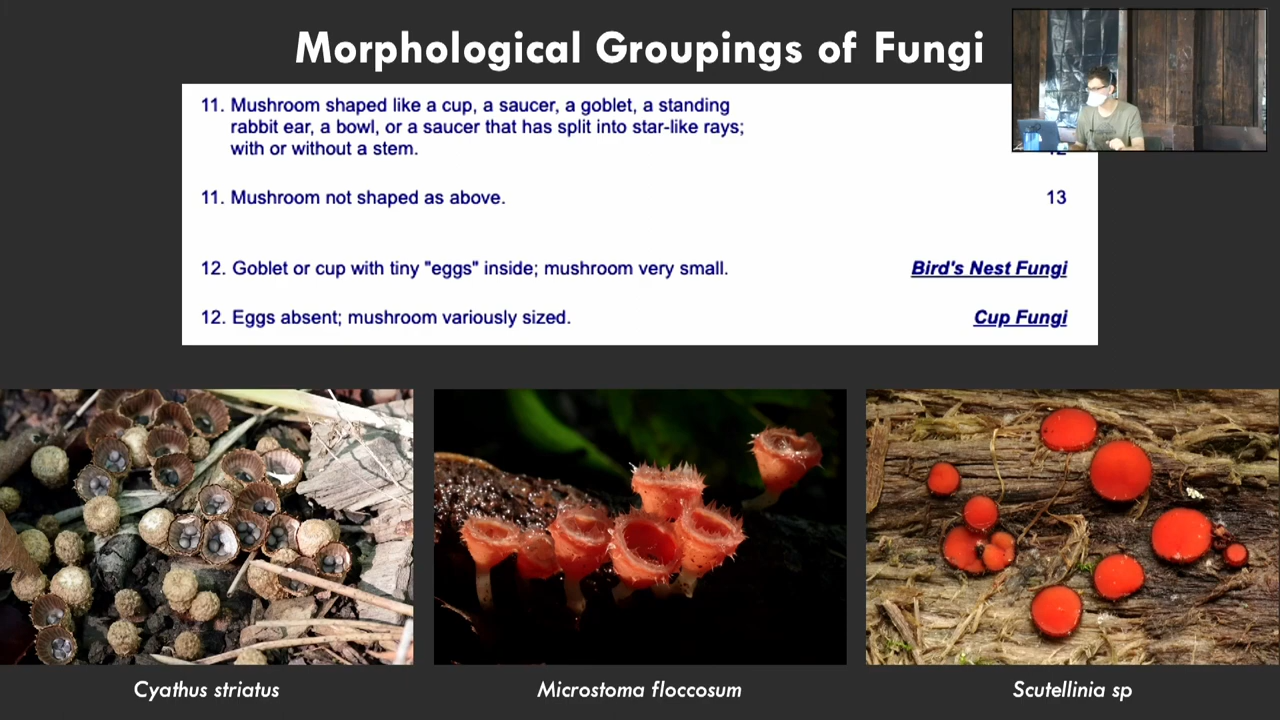 Morphological Groupings of Fungi
11. Mushroom shaped like a cup, a saucer, a goblet, a standing
rabbit ear, a bowl, or a saucer that has split into star-like rays;
with or without a stem.
11. Mushroom not shaped as above. 13
12. Goblet or cup with tiny "eggs" inside; mushroom very small. Bird's Nest Fungi
12. Eggs absent; mushroom variously sized. Cup Fungi
Cyathus striatus
Microstoma floccosum
Scutellinia sp